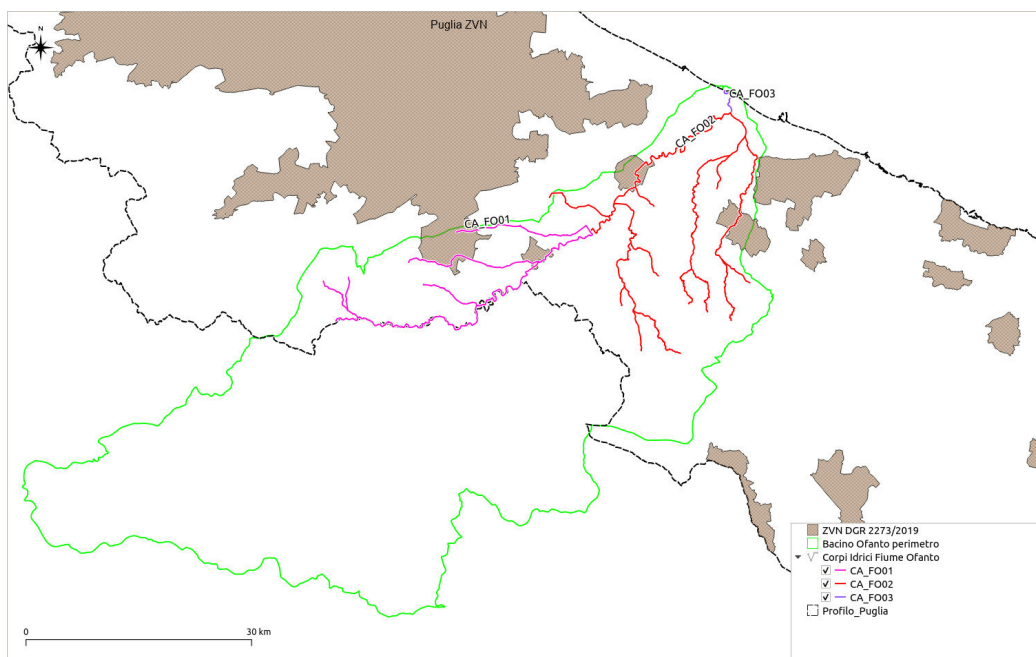 Puglia ZVN
N
CA_FO03
CA_FO02
CA_FO01
ZVN DGR 2273/2019
Bacino Ofanto perimetro
Corpi Idrici Fiume Ofanto
CA_FO01
CA_FO02
CA_FO03
Profilo_Puglia
0 30 km